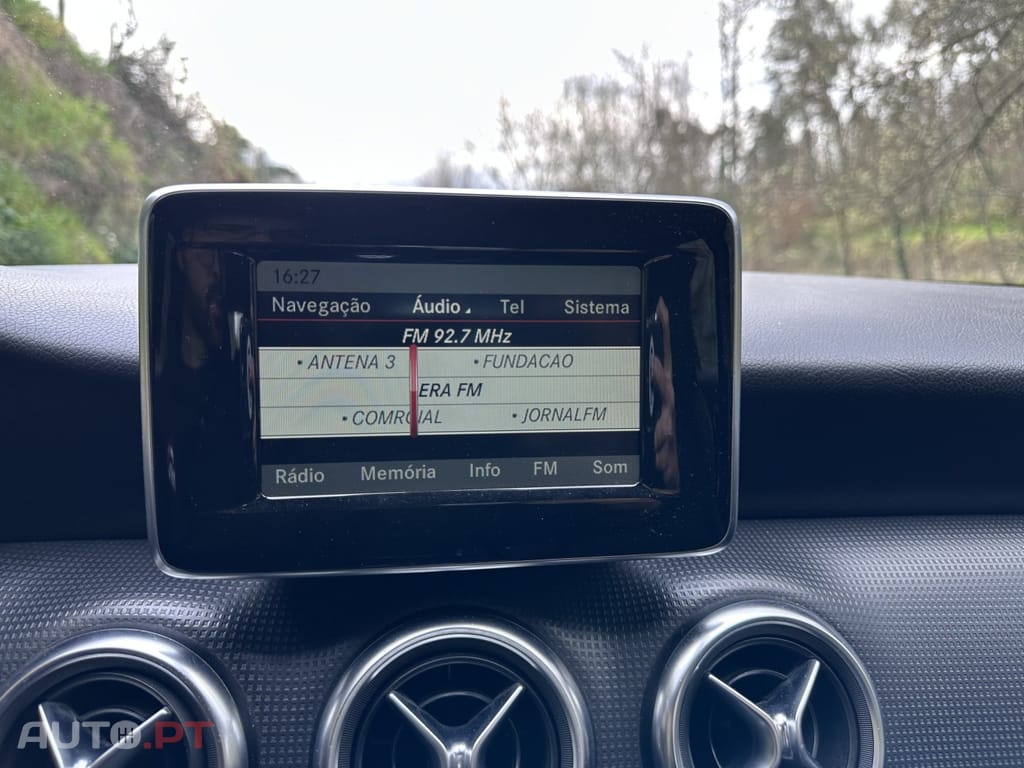 16:27
Navegação Áudio Tel Sistema
FM 92.7 MHz
• ANTENA 3 • FUNDACAO
ERA FM
• COMRCIAL • JORNALFM
Rádio Memória Info FM Som
AUTO.PT